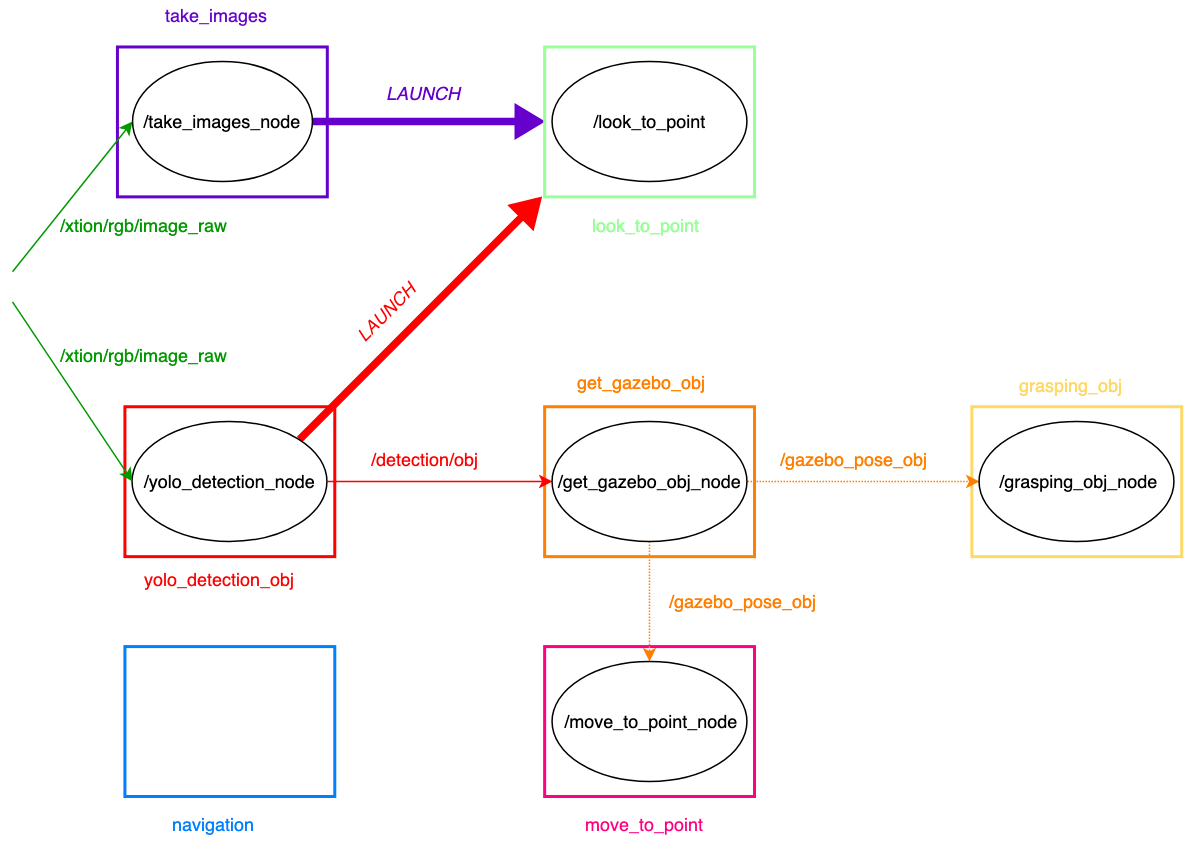 take_images
/take_images_node
LAUNCH
/look_to_point
/xtion/rgb/image_raw
look_to_point
LAUNCH
/xtion/rgb/image_raw
get_gazebo_obj
grasping_obj
/yolo_detection_node
/detection/obj
/get_gazebo_obj_node
/gazebo_pose_obj
/grasping_obj_node
yolo_detection_obj
/gazebo_pose_obj
/move_to_point_node
navigation
move_to_point